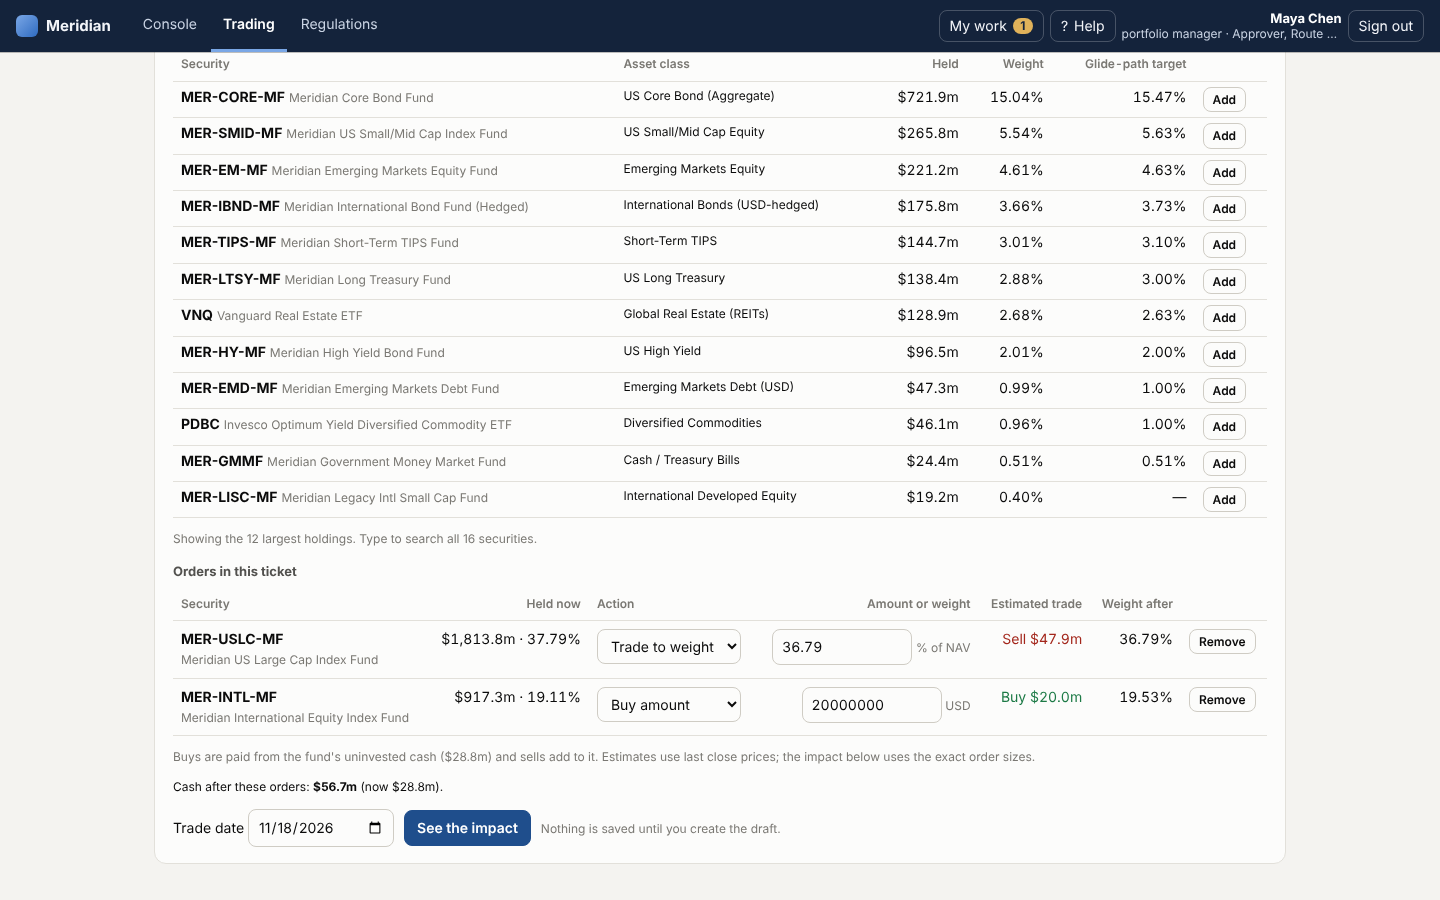 Meridian Console Trading Regulations My work 1 ? Help Maya Chen Sign out
portfolio manager · Approver, Route ...
Security Asset class Held Weight Glide-path target
MER-CORE-MF Meridian Core Bond Fund US Core Bond (Aggregate) $721.9m 15.04% 15.47% Add
MER-SMID-MF Meridian US Small/Mid Cap Index Fund US Small/Mid Cap Equity $265.8m 5.54% 5.63% Add
MER-EM-MF Meridian Emerging Markets Equity Fund Emerging Markets Equity $221.2m 4.61% 4.63% Add
MER-IBND-MF Meridian International Bond Fund (Hedged) International Bonds (USD-hedged) $175.8m 3.66% 3.73% Add
MER-TIPS-MF Meridian Short-Term TIPS Fund Short-Term TIPS $144.7m 3.01% 3.10% Add
MER-LTSY-MF Meridian Long Treasury Fund US Long Treasury $138.4m 2.88% 3.00% Add
VNQ Vanguard Real Estate ETF Global Real Estate (REITs) $128.9m 2.68% 2.63% Add
MER-HY-MF Meridian High Yield Bond Fund US High Yield $96.5m 2.01% 2.00% Add
MER-EMD-MF Meridian Emerging Markets Debt Fund Emerging Markets Debt (USD) $47.3m 0.99% 1.00% Add
PDBC Invesco Optimum Yield Diversified Commodity ETF Diversified Commodities $46.1m 0.96% 1.00% Add
MER-GMMF Meridian Government Money Market Fund Cash / Treasury Bills $24.4m 0.51% 0.51% Add
MER-LISC-MF Meridian Legacy Intl Small Cap Fund International Developed Equity $19.2m 0.40% — Add
Showing the 12 largest holdings. Type to search all 16 securities.
Orders in this ticket
Security Held now Action Amount or weight Estimated trade Weight after
MER-USLC-MF $1,813.8m · 37.79% Trade to weight 36.79 % of NAV Sell $47.9m 36.79% Remove
Meridian US Large Cap Index Fund
MER-INTL-MF $917.3m · 19.11% Buy amount 20000000 USD Buy $20.0m 19.53% Remove
Meridian International Equity Index Fund
Buys are paid from the fund's uninvested cash ($28.8m) and sells add to it. Estimates use last close prices; the impact below uses the exact order sizes.
Cash after these orders: $56.7m (now $28.8m).
Trade date 11/18/2026 See the impact Nothing is saved until you create the draft.